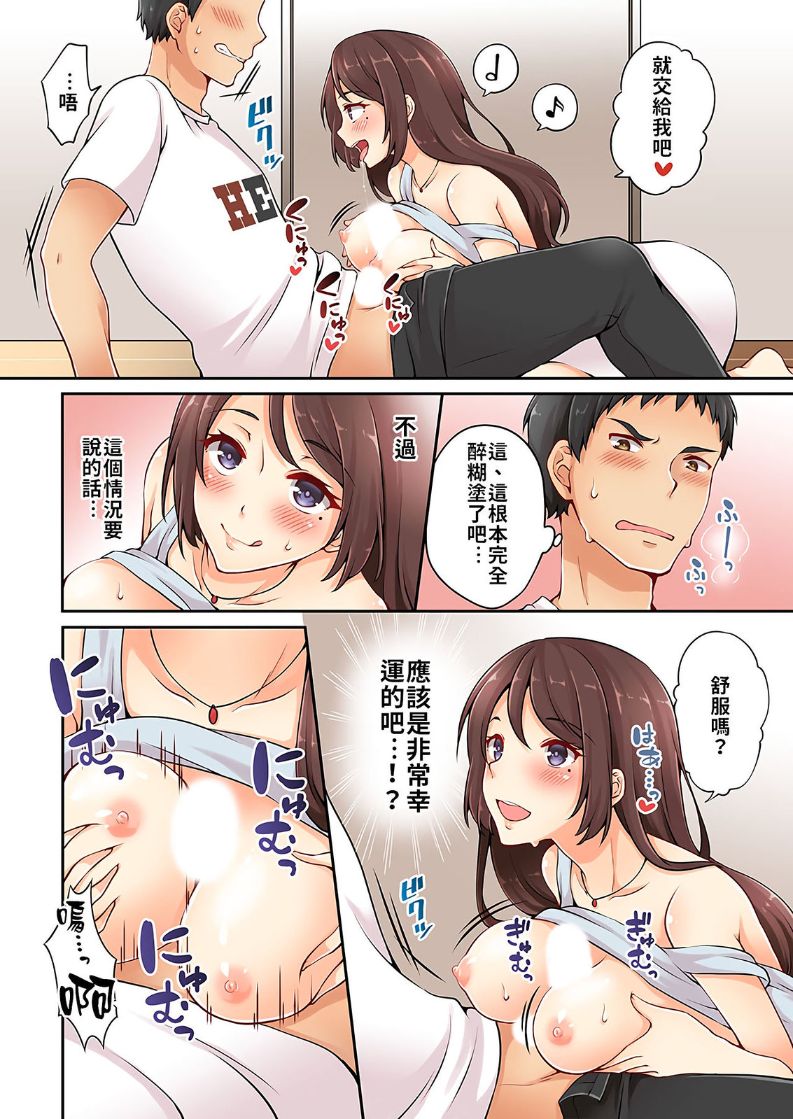 就交給我吧
…唔
ビクッ
HE
くにゅっ
くにゅっ
這、這根本完全
醉糊塗了吧…
ふーっ
ふっ
不過
這個情況要
說的話…
舒服嗎?
はぁ…っ
應該是非常幸
運的吧…!?
ビクッ
ぎゅむっ
ぎゅむっ
にゅむっ
にゅむっ
にゅむっ
嗚…っ
啊